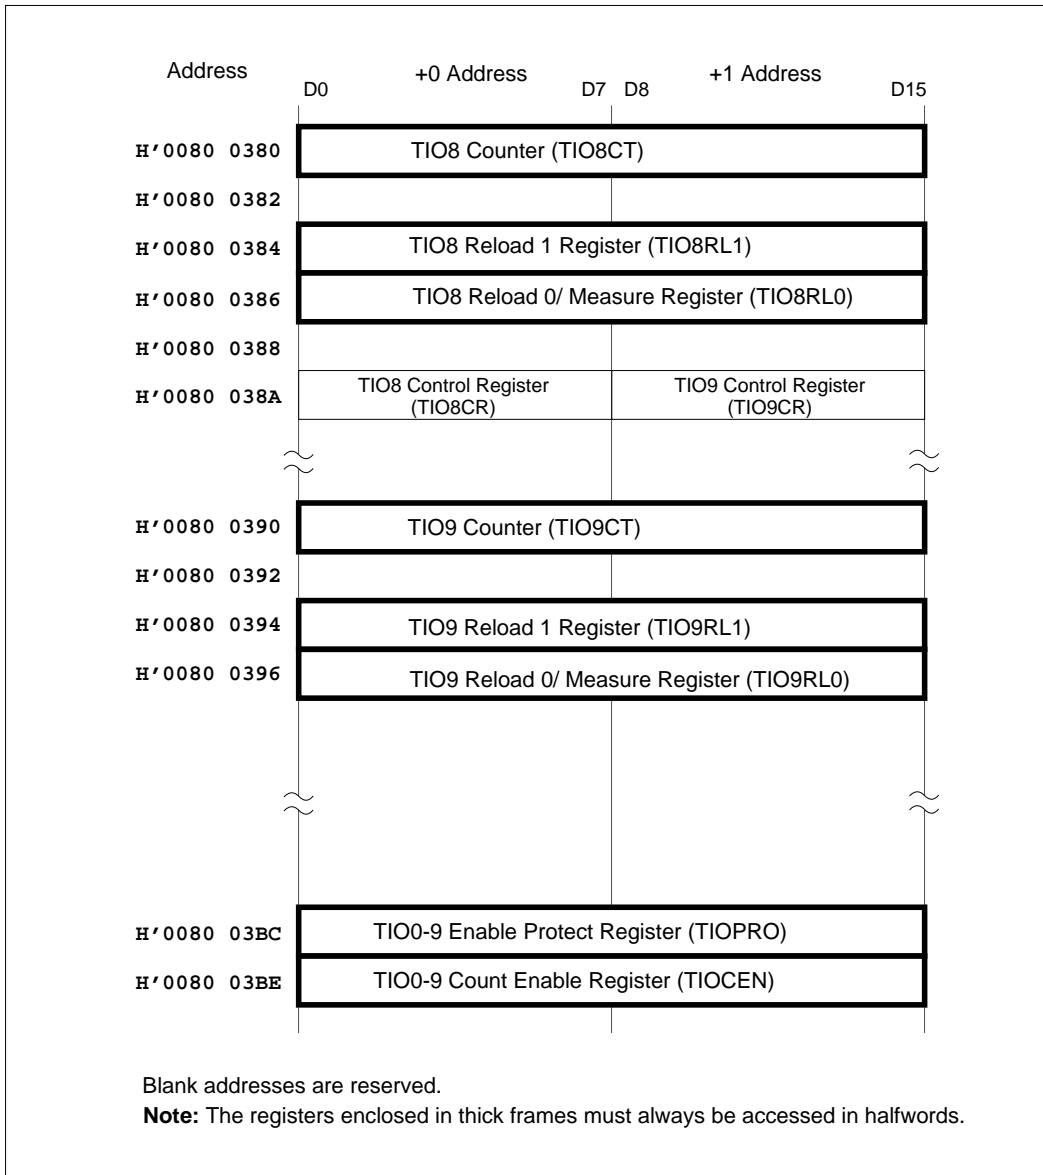 Address +0 Address +1 Address
D0 D7 D8 D15
H'0080 0380 TIO8 Counter (TIO8CT)
H'0080 0382
H'0080 0384 TIO8 Reload 1 Register (TIO8RL1)
H'0080 0386 TIO8 Reload 0/ Measure Register (TIO8RL0)
H'0080 0388
H'0080 038A TIO8 Control Register (TIO8CR) TIO9 Control Register (TIO9CR)
H'0080 0390 TIO9 Counter (TIO9CT)
H'0080 0392
H'0080 0394 TIO9 Reload 1 Register (TIO9RL1)
H'0080 0396 TIO9 Reload 0/ Measure Register (TIO9RL0)
H'0080 03BC TIO0-9 Enable Protect Register (TIOPRO)
H'0080 03BE TIO0-9 Count Enable Register (TIOCEN)
Blank addresses are reserved.
Note: The registers enclosed in thick frames must always be accessed in halfwords.